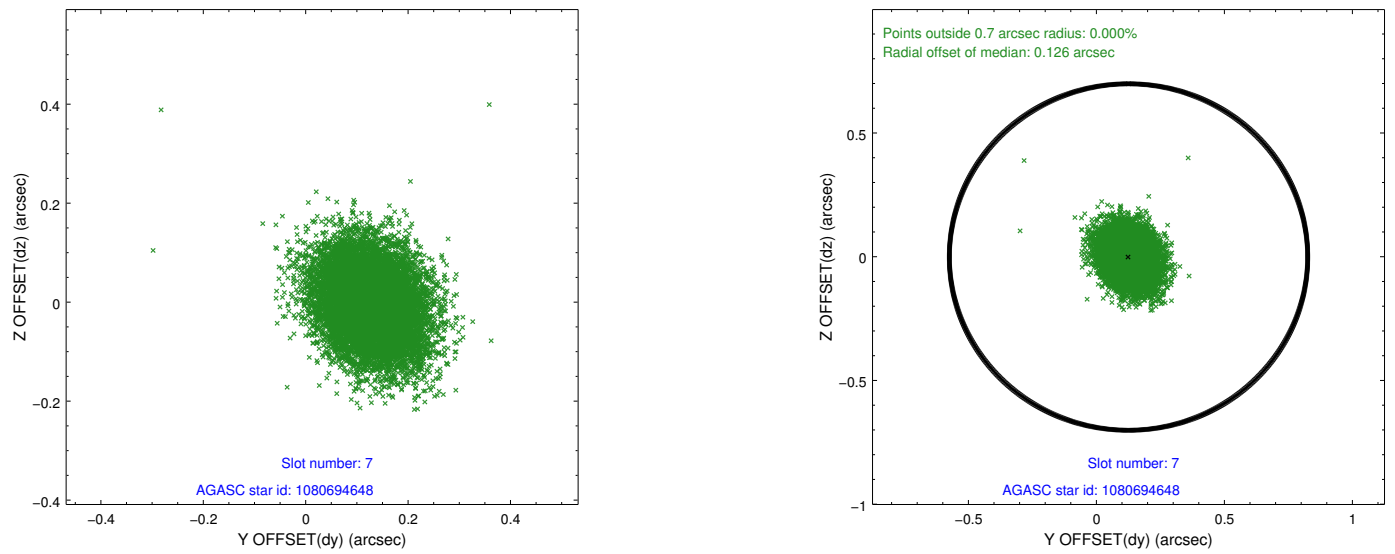 0.4
0.2
0
−0.2
−0.4
−0.4
−0.2
0
0.2
0.4
Z OFFSET(dz) (arcsec)
Y OFFSET(dy) (arcsec)
Slot number: 7
AGASC star id: 1080694648
Points outside 0.7 arcsec radius: 0.000%
Radial offset of median: 0.126 arcsec
0.5
0
−0.5
−1
−0.5
0
0.5
1
Z OFFSET(dz) (arcsec)
Y OFFSET(dy) (arcsec)
Slot number: 7
AGASC star id: 1080694648